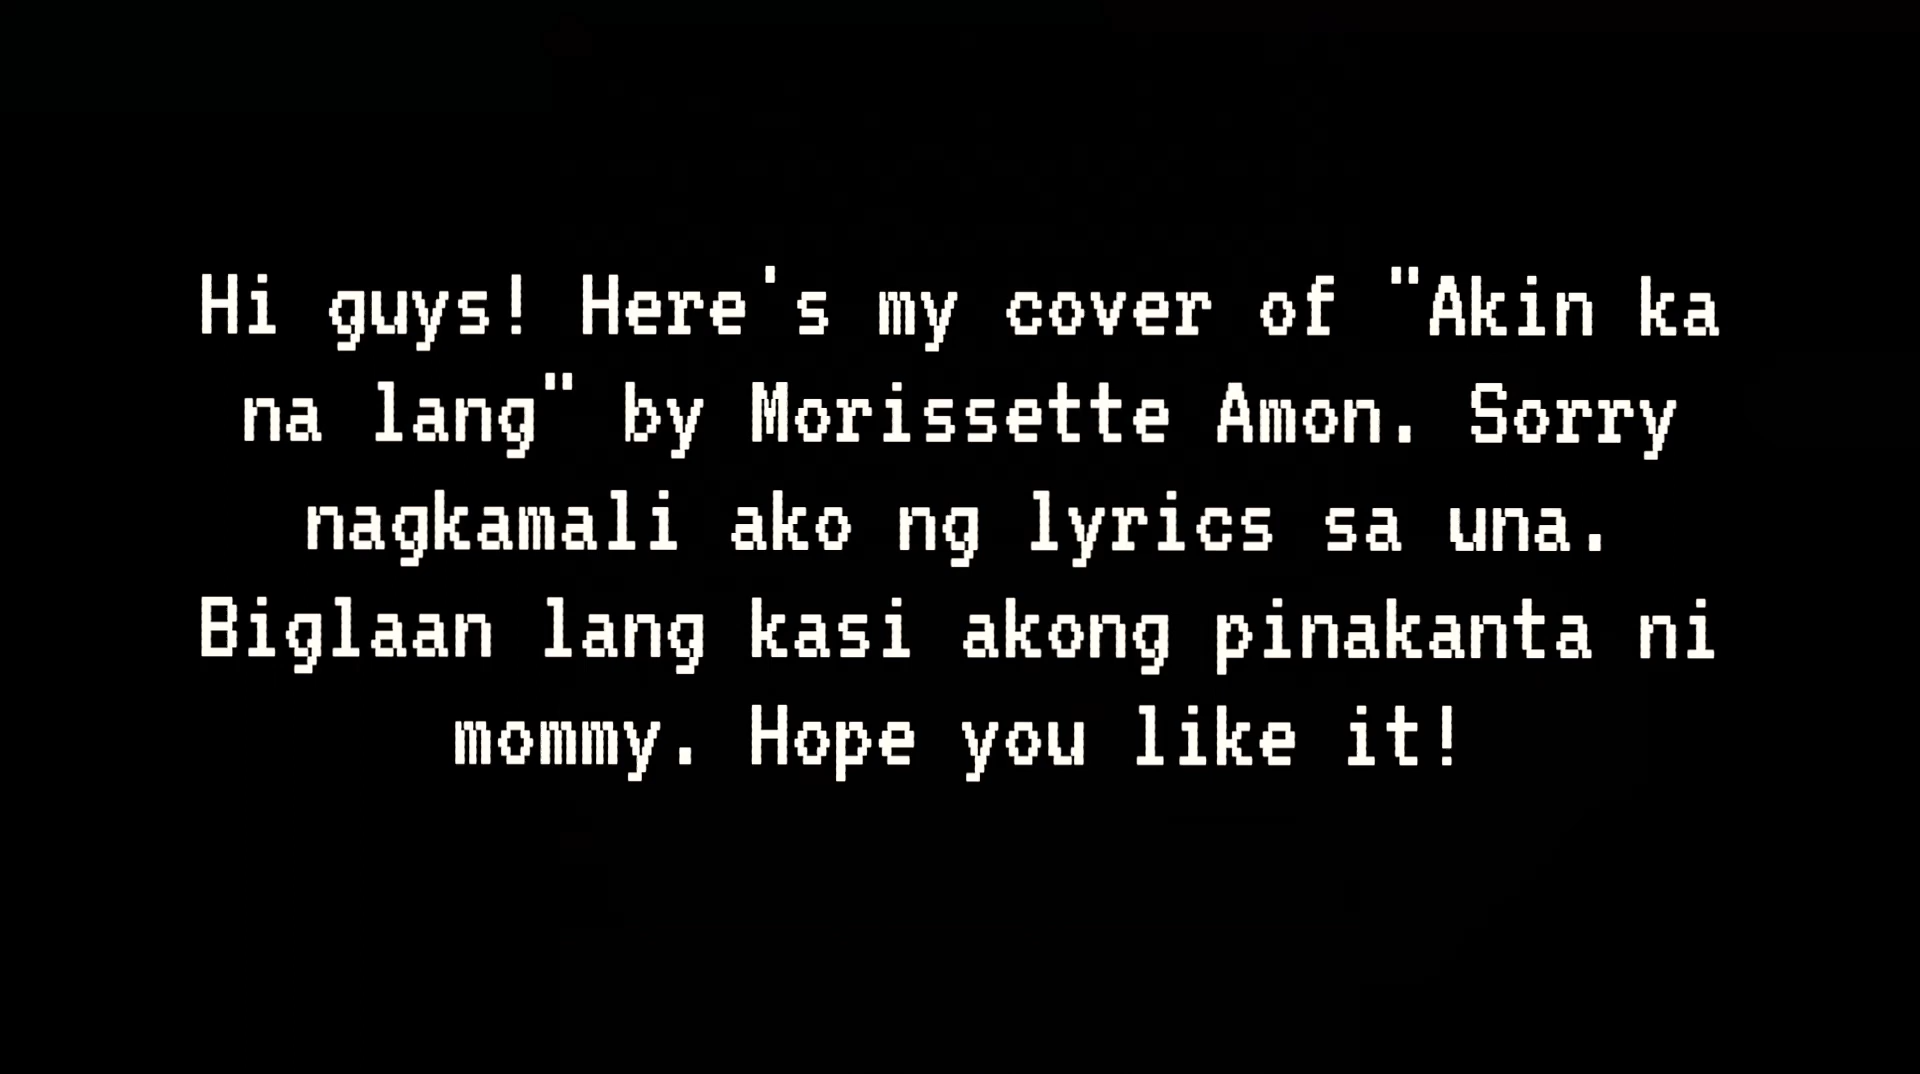 Hi guys! Here's my cover of "Akin ka
na lang" by Morissette Amon. Sorry
nagkamali ako ng lyrics sa una.
Biglaan lang kasi akong pinakanta ni
mommy. Hope you like it!